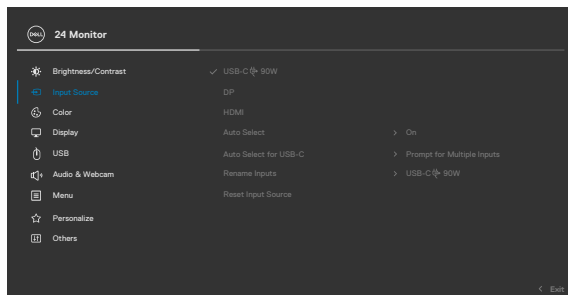 DELL 24 Monitor
Brightness/Contrast
USB-C 90W
Input Source
DP
Color
HDMI
Display
Auto Select
On
USB
Auto Select for USB-C
Prompt for Multiple Inputs
Audio & Webcam
Rename Inputs
USB-C 90W
Menu
Reset Input Source
Personalize
Others
Exit